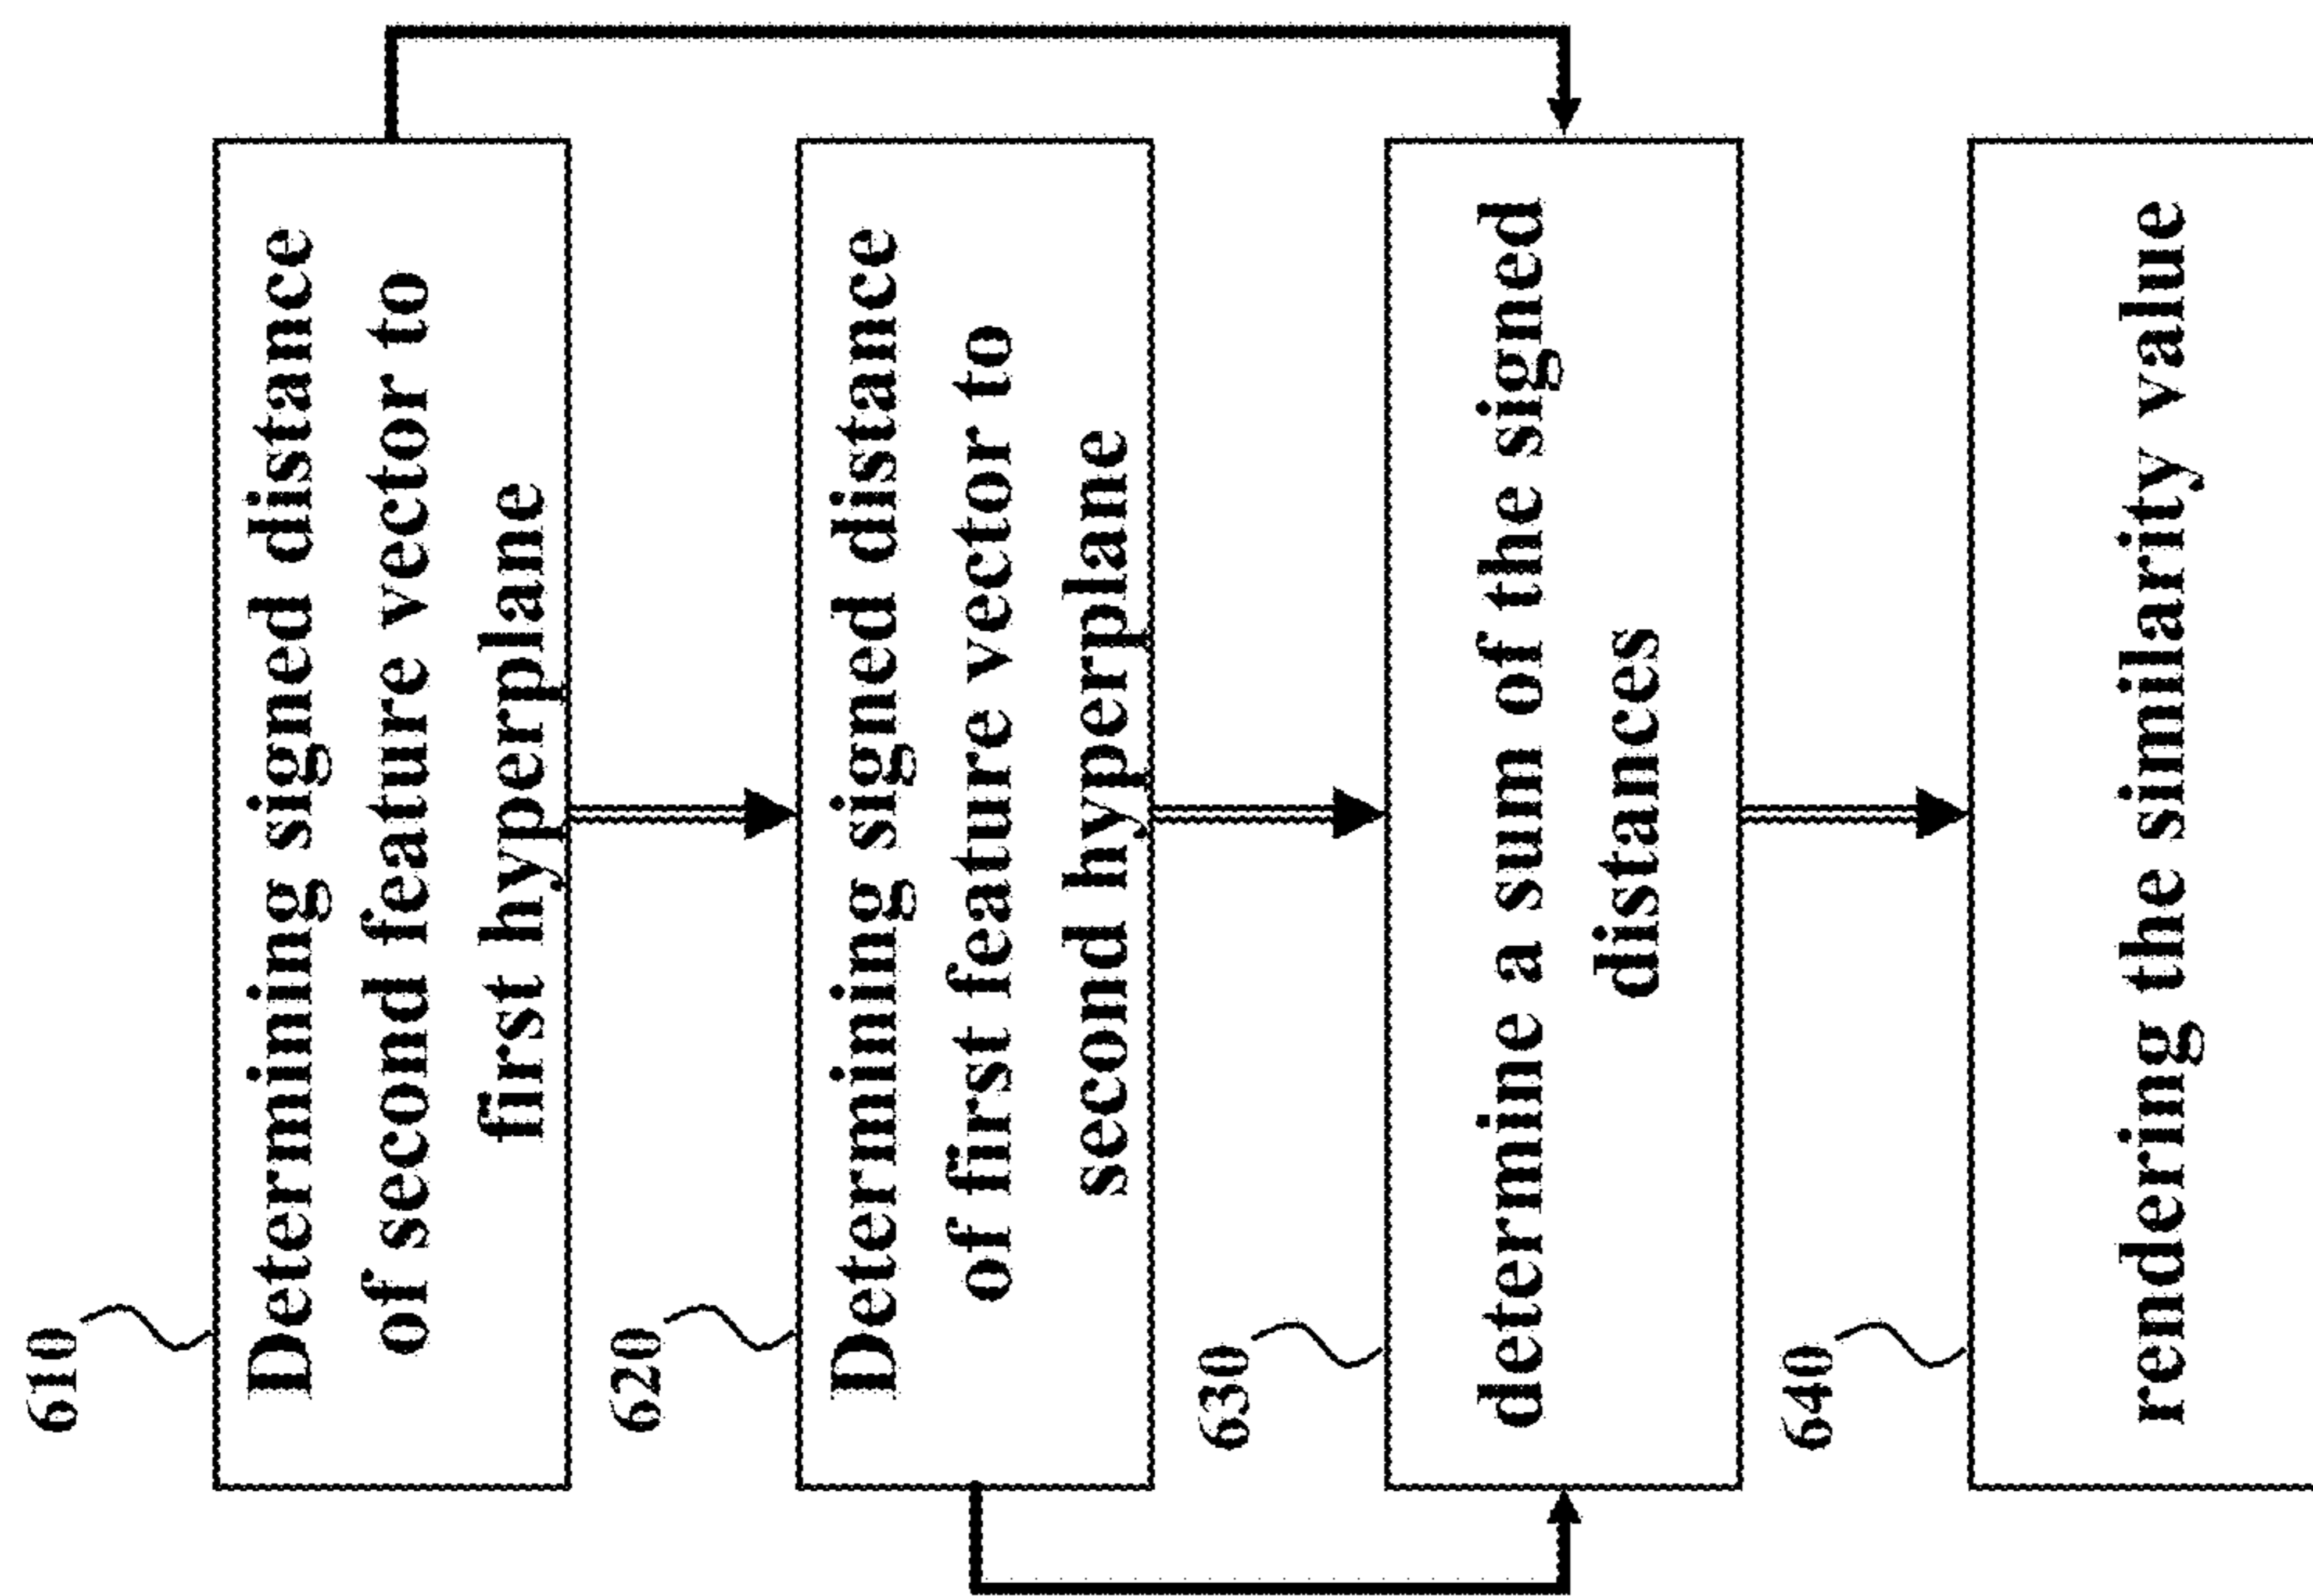 610
Determining signed distance
of second feature vector to
first hyperplane
620
Determining signed distance
of first feature vector to
second hyperplane
630
determine a sum of the signed
distances
640
rendering the similarity value